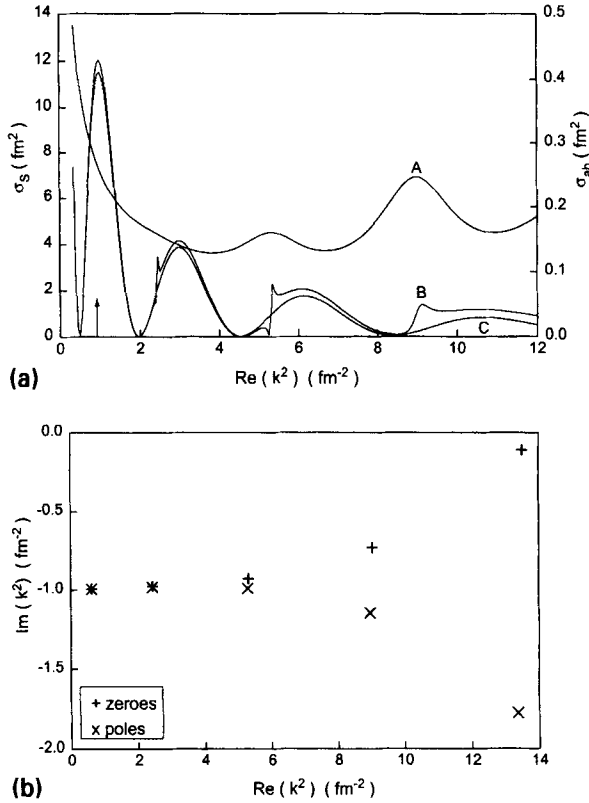 14
12
10
8
6
4
2
0
σS ( fm²)
0.5
0.4
0.3
0.2
0.1
0.0
σab ( fm²)
A
B
C
0 2 4 6 8 10 12
Re ( k² ) ( fm⁻² )
(a)
0.0
-0.5
-1.0
-1.5
-2.0
Im ( k² ) ( fm⁻² )
+ zeroes
× poles
0 2 4 6 8 10 12 14
Re ( k² ) ( fm⁻² )
(b)